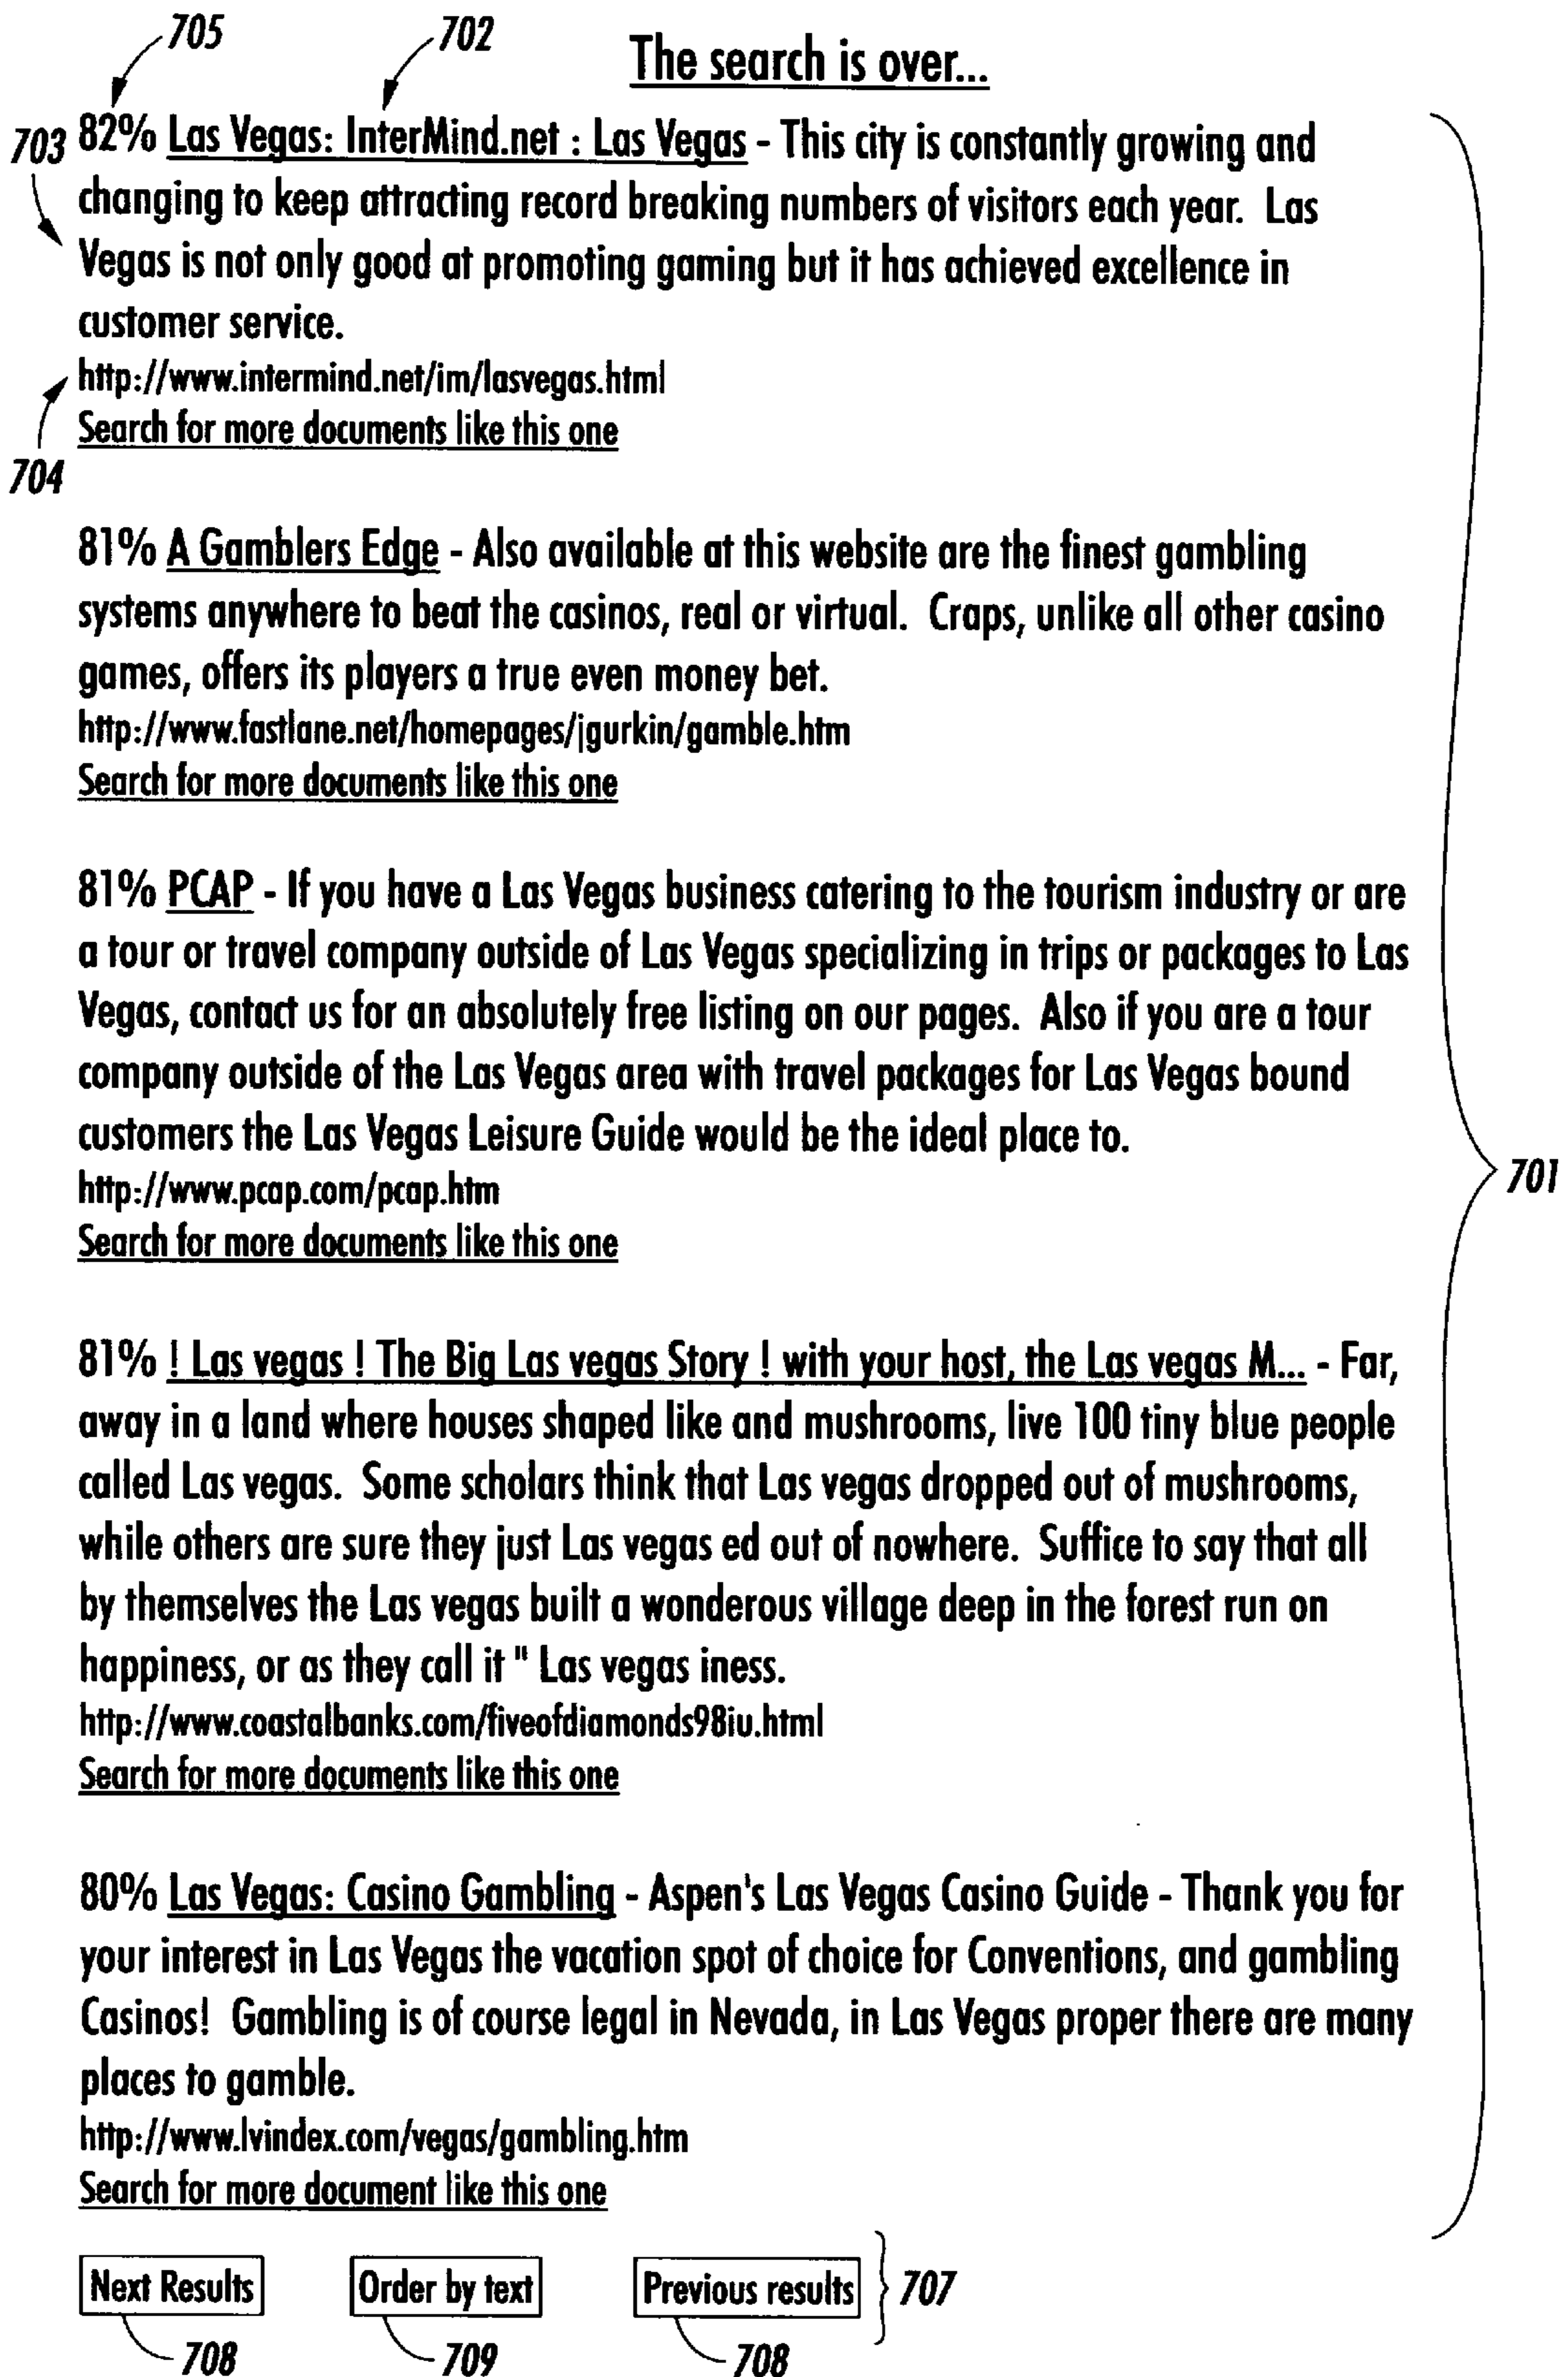 705
702
The search is over...
703
82% Las Vegas: InterMind.net : Las Vegas - This city is constantly growing and
changing to keep attracting record breaking numbers of visitors each year. Las
Vegas is not only good at promoting gaming but it has achieved excellence in
customer service.
http://www.intermind.net/im/lasvegas.html
Search for more documents like this one
704
81% A Gamblers Edge - Also available at this website are the finest gambling
systems anywhere to beat the casinos, real or virtual. Craps, unlike all other casino
games, offers its players a true even money bet.
http://www.fastlane.net/homepages/jgurkin/gamble.htm
Search for more documents like this one
81% PCAP - If you have a Las Vegas business catering to the tourism industry or are
a tour or travel company outside of Las Vegas specializing in trips or packages to Las
Vegas, contact us for an absolutely free listing on our pages. Also if you are a tour
company outside of the Las Vegas area with travel packages for Las Vegas bound
customers the Las Vegas Leisure Guide would be the ideal place to.
http://www.pcap.com/pcap.htm
Search for more documents like this one
701
81% ! Las vegas ! The Big Las vegas Story ! with your host, the Las vegas M... - Far,
away in a land where houses shaped like and mushrooms, live 100 tiny blue people
called Las vegas. Some scholars think that Las vegas dropped out of mushrooms,
while others are sure they just Las vegas ed out of nowhere. Suffice to say that all
by themselves the Las vegas built a wonderous village deep in the forest run on
happiness, or as they call it " Las vegas iness.
http://www.coastalbanks.com/fiveofdiamonds98iu.html
Search for more documents like this one
80% Las Vegas: Casino Gambling - Aspen's Las Vegas Casino Guide - Thank you for
your interest in Las Vegas the vacation spot of choice for Conventions, and gambling
Casinos! Gambling is of course legal in Nevada, in Las Vegas proper there are many
places to gamble.
http://www.lvindex.com/vegas/gambling.htm
Search for more document like this one
Next Results
Order by text
Previous results
707
708
709
708